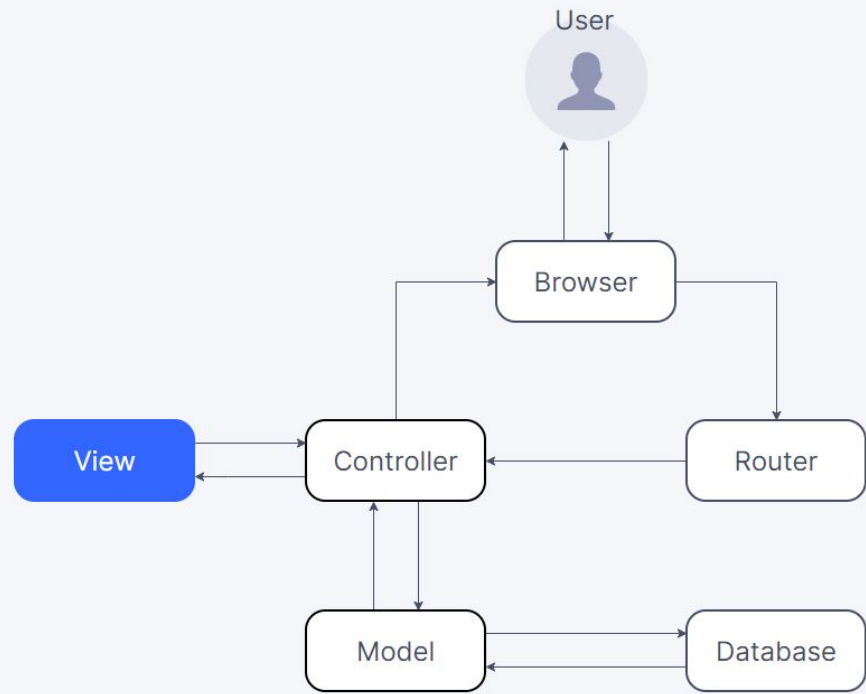 User
Browser
View
Controller
Router
Model
Database